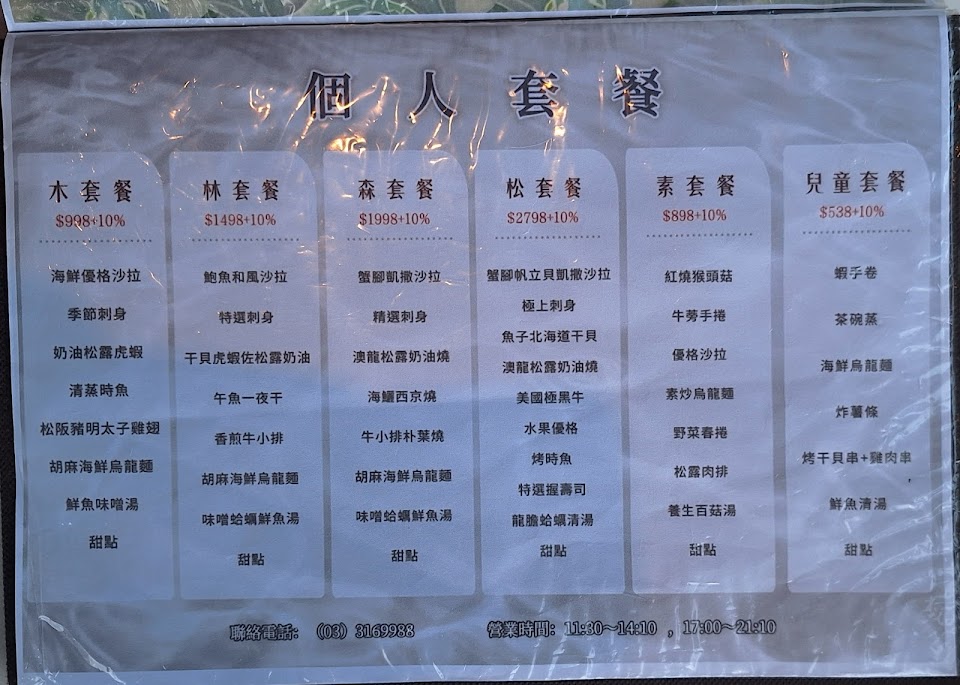 個人套餐
木套餐
$998+10%
海鮮優格沙拉
季節刺身
奶油松露虎蝦
清蒸時魚
松阪豬明太子雞翅
胡麻海鮮烏龍麵
鮮魚味噌湯
甜點
林套餐
$1498+10%
鮑魚和風沙拉
特選刺身
干貝虎蝦佐松露奶油
午魚一夜干
香煎牛小排
胡麻海鮮烏龍麵
味噌蛤蠣鮮魚湯
甜點
森套餐
$1998+10%
蟹腳凱撒沙拉
精選刺身
澳龍松露奶油燒
海鱺西京燒
牛小排朴葉燒
胡麻海鮮烏龍麵
味噌蛤蠣鮮魚湯
甜點
松套餐
$2798+10%
蟹腳帆立貝凱撒沙拉
極上刺身
魚子北海道干貝
澳龍松露奶油燒
美國極黑牛
水果優格
烤時魚
特選握壽司
龍膽蛤蠣清湯
甜點
素套餐
$898+10%
紅燒猴頭菇
牛蒡手捲
優格沙拉
素炒烏龍麵
野菜春捲
松露肉排
養生百菇湯
甜點
兒童套餐
$538+10%
蝦手卷
茶碗蒸
海鮮烏龍麵
炸薯條
烤干貝串+雞肉串
鮮魚清湯
甜點
聯絡電話: (03) 3169988
營業時間: 11:30~14:10 , 17:00~21:10